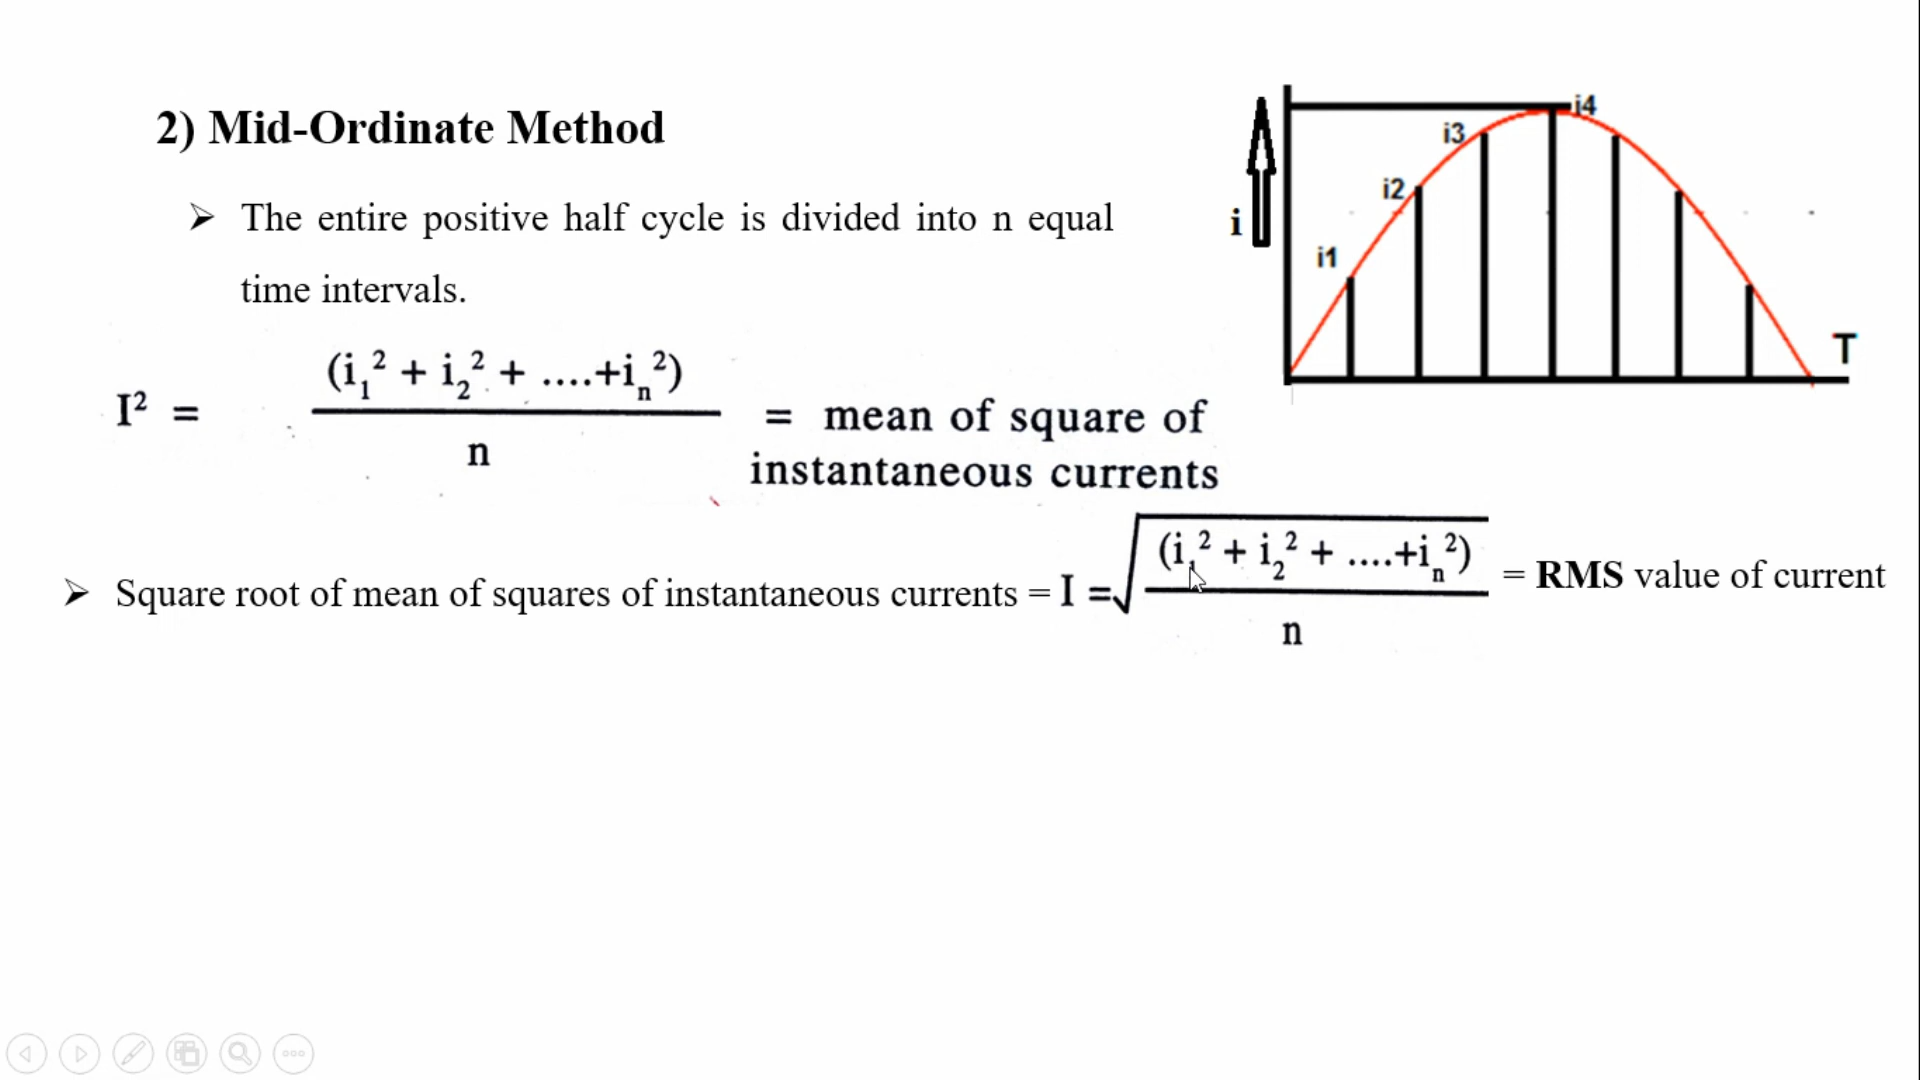 2) Mid-Ordinate Method
➢ The entire positive half cycle is divided into n equal
time intervals.
I² = (i₁² + i₂² + ....+iₙ²) / n = mean of square of
instantaneous currents
➢ Square root of mean of squares of instantaneous currents = I =√(i₁² + i₂² + ....+iₙ²) / n = RMS value of current
i4
i3
i2
i1
i
T